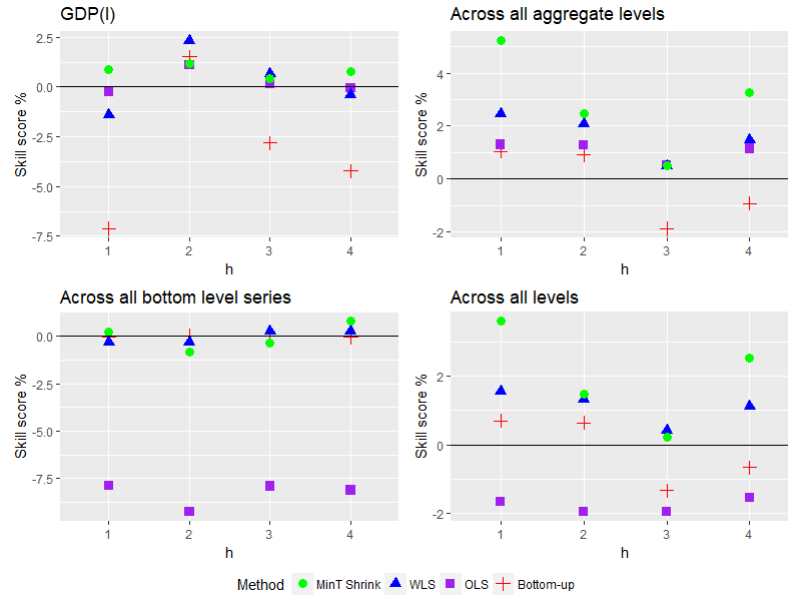 GDP(I)
Skill score %
2.5
0.0
-2.5
-5.0
-7.5
1 2 3 4
h
Across all aggregate levels
Skill score %
4
2
0
-2
1 2 3 4
h
Across all bottom level series
Skill score %
0.0
-2.5
-5.0
-7.5
1 2 3 4
h
Across all levels
Skill score %
2
0
-2
1 2 3 4
h
Method MinT Shrink WLS OLS Bottom-up